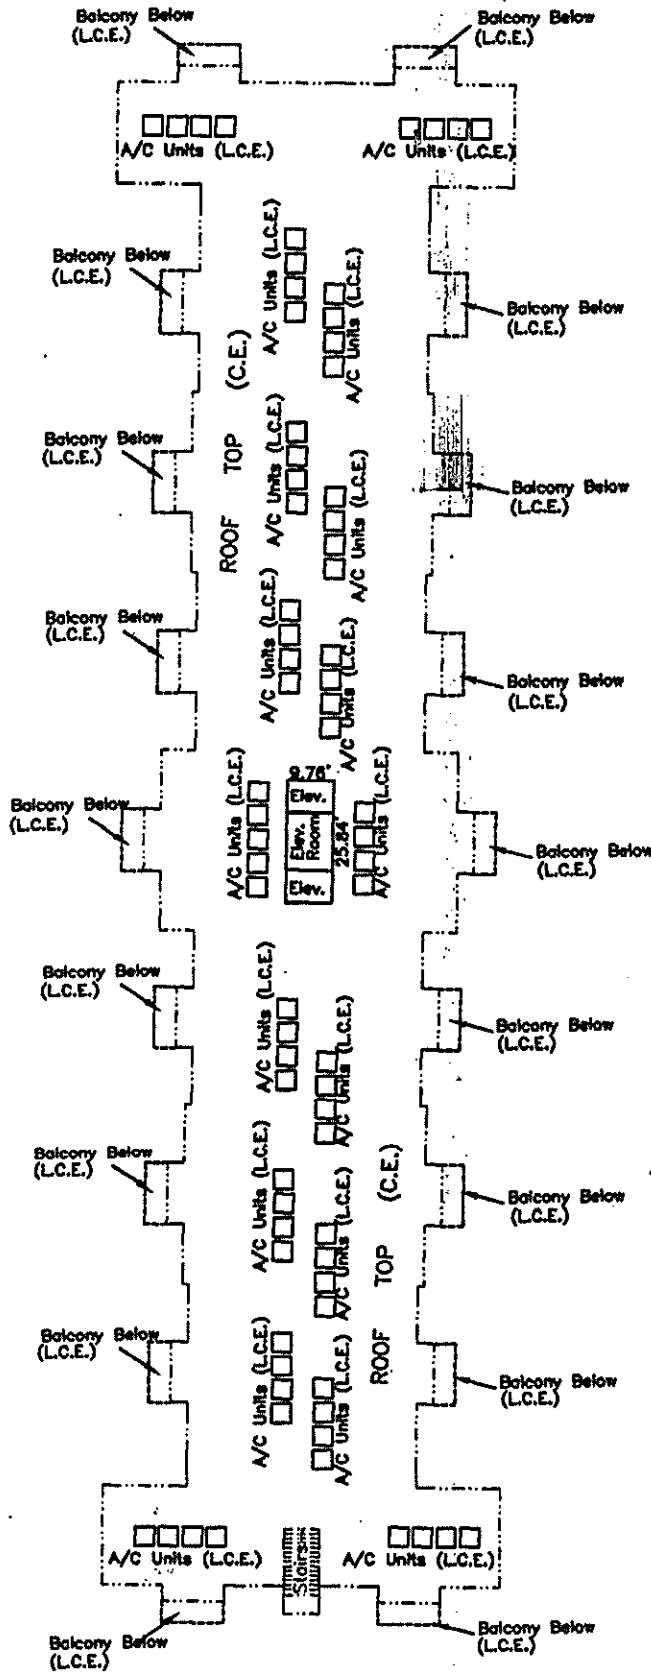 Balcony Below
(L.C.E.)
Balcony Below
(L.C.E.)
A/C Units (L.C.E.)
A/C Units (L.C.E.)
Balcony Below
(L.C.E.)
A/C Units (L.C.E.)
A/C Units (L.C.E.)
Balcony Below
(L.C.E.)
ROOF TOP (C.E.)
Balcony Below
(L.C.E.)
A/C Units (L.C.E.)
A/C Units (L.C.E.)
Balcony Below
(L.C.E.)
Balcony Below
(L.C.E.)
A/C Units (L.C.E.)
A/C Units (L.C.E.)
Balcony Below
(L.C.E.)
Balcony Below
(L.C.E.)
A/C Units (L.C.E.)
9.76'
Elev.
Elev.
Room
25.84'
Elev.
A/C Units (L.C.E.)
Balcony Below
(L.C.E.)
Balcony Below
(L.C.E.)
A/C Units (L.C.E.)
A/C Units (L.C.E.)
Balcony Below
(L.C.E.)
Balcony Below
(L.C.E.)
A/C Units (L.C.E.)
A/C Units (L.C.E.)
ROOF TOP (C.E.)
Balcony Below
(L.C.E.)
Balcony Below
(L.C.E.)
A/C Units (L.C.E.)
A/C Units (L.C.E.)
Balcony Below
(L.C.E.)
A/C Units (L.C.E.)
Stairs
A/C Units (L.C.E.)
Balcony Below
(L.C.E.)
Balcony Below
(L.C.E.)